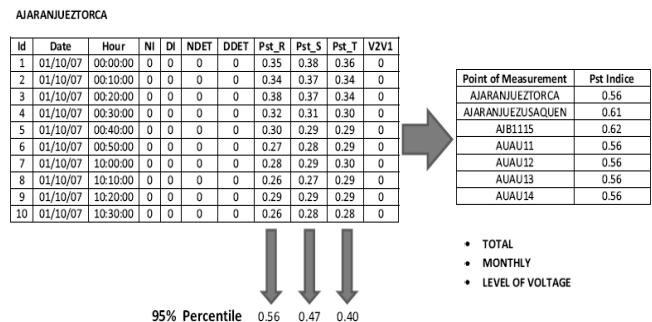 AJARANJUEZTORCA
Id Date Hour NI DI NDET DDET Pst_R Pst_S Pst_T V2V1
1 01/10/07 00:00:00 0 0 0 0 0.35 0.38 0.36 0
2 01/10/07 00:10:00 0 0 0 0 0.34 0.37 0.34 0
3 01/10/07 00:20:00 0 0 0 0 0.38 0.37 0.34 0
4 01/10/07 00:30:00 0 0 0 0 0.32 0.31 0.30 0
5 01/10/07 00:40:00 0 0 0 0 0.30 0.29 0.29 0
6 01/10/07 00:50:00 0 0 0 0 0.27 0.28 0.29 0
7 01/10/07 10:00:00 0 0 0 0 0.28 0.29 0.30 0
8 01/10/07 10:10:00 0 0 0 0 0.26 0.27 0.29 0
9 01/10/07 10:20:00 0 0 0 0 0.29 0.29 0.29 0
10 01/10/07 10:30:00 0 0 0 0 0.26 0.28 0.28 0
95% Percentile 0.56 0.47 0.40
Point of Measurement Pst Indice
AJARANJUEZTORCA 0.56
AJARANJUEZUSAQUEN 0.61
AJB1115 0.62
AUAU11 0.56
AUAU12 0.56
AUAU13 0.56
AUAU14 0.56
• TOTAL
• MONTHLY
• LEVEL OF VOLTAGE